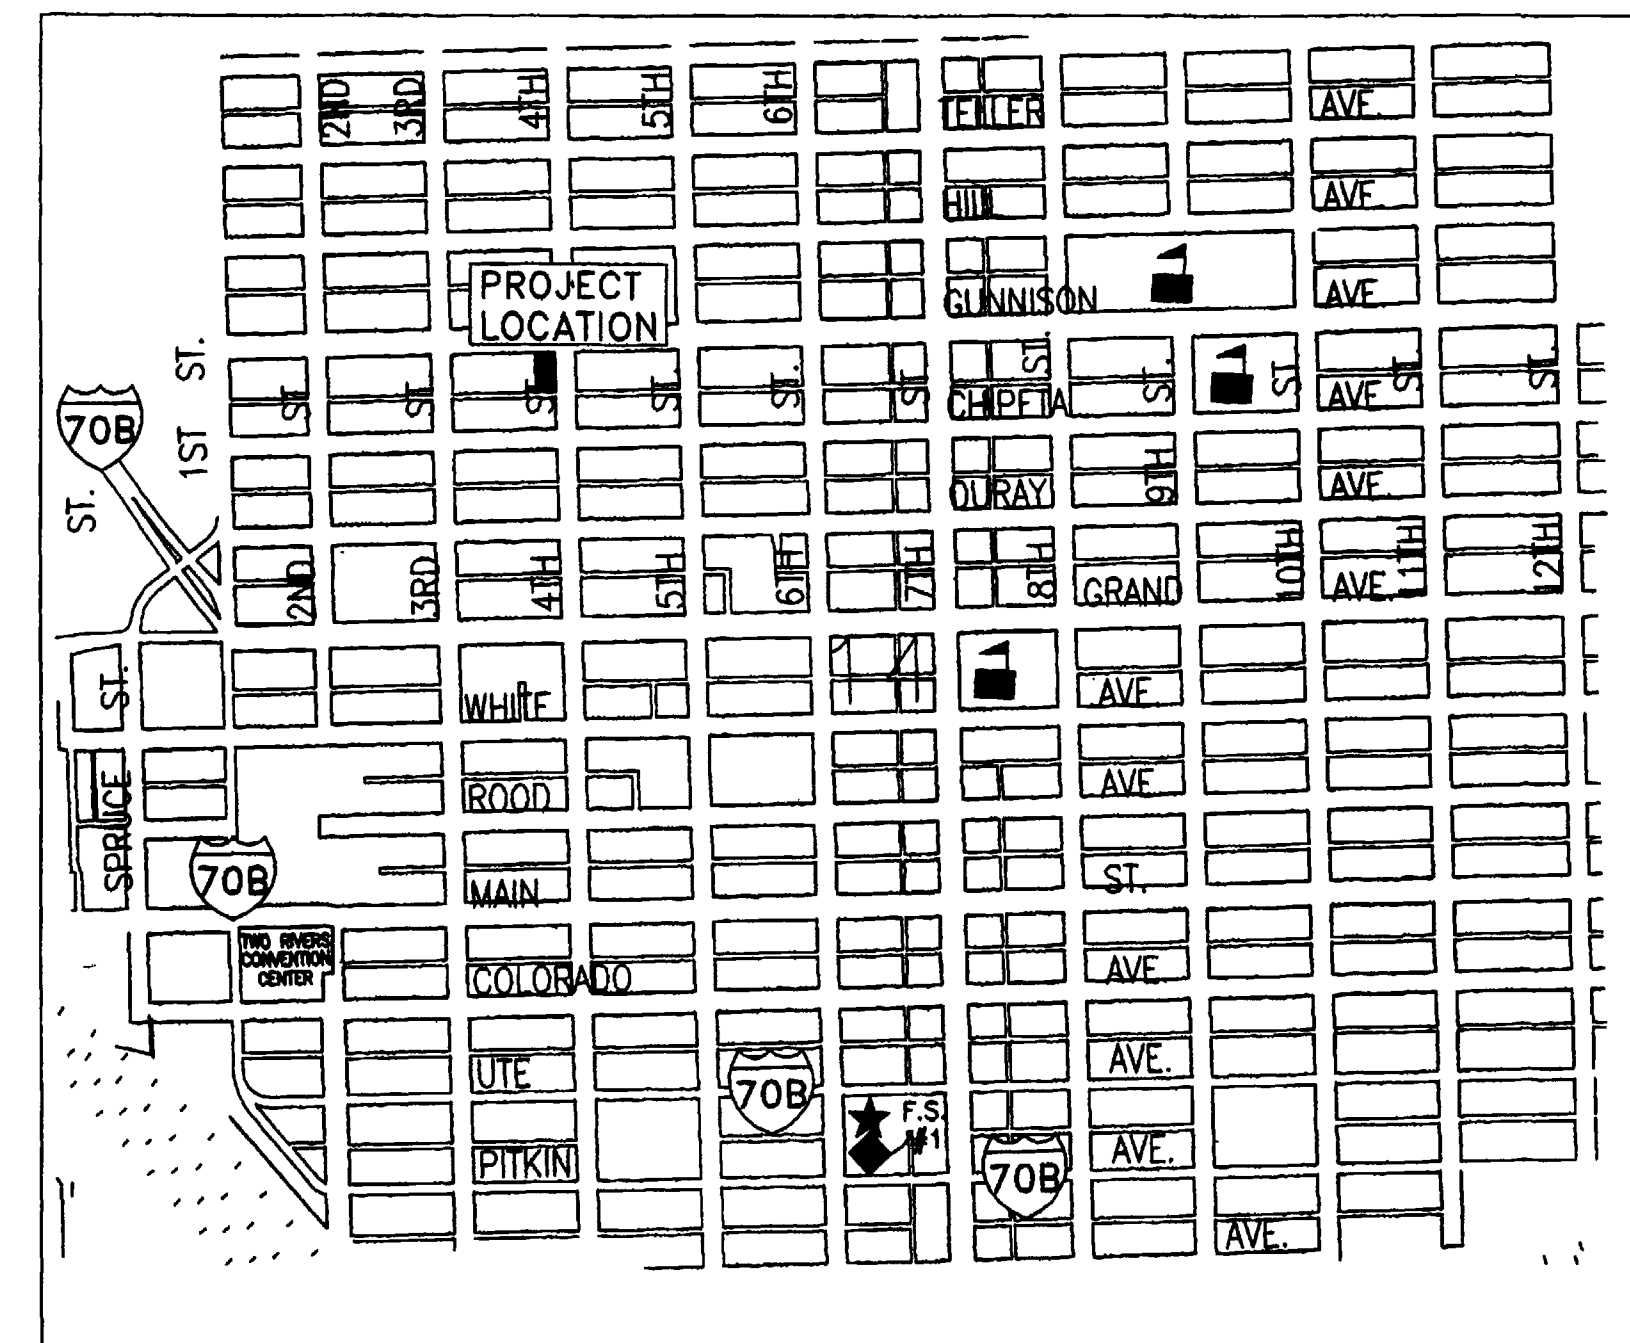 2ND 3RD 4TH 5TH 6TH TELLER AVE.
HILL AVE.
PROJECT
LOCATION
GUNNISON AVE.
1ST ST.
ST. ST. ST. ST. ST. ST. ST. ST. ST. ST. ST.
CHIPETA AVE.
70B
ST.
OURAY 9TH AVE.
2ND 3RD 4TH 5TH 6TH 7TH 8TH GRAND 10TH AVE. 11TH 12TH
SPRUCE ST.
WHITE AVE.
ROOD AVE.
70B
MAIN ST.
TWO RIVERS
CONVENTION
CENTER
COLORADO AVE.
UTE AVE.
70B
F.S.
#1
PITKIN AVE.
70B
AVE.